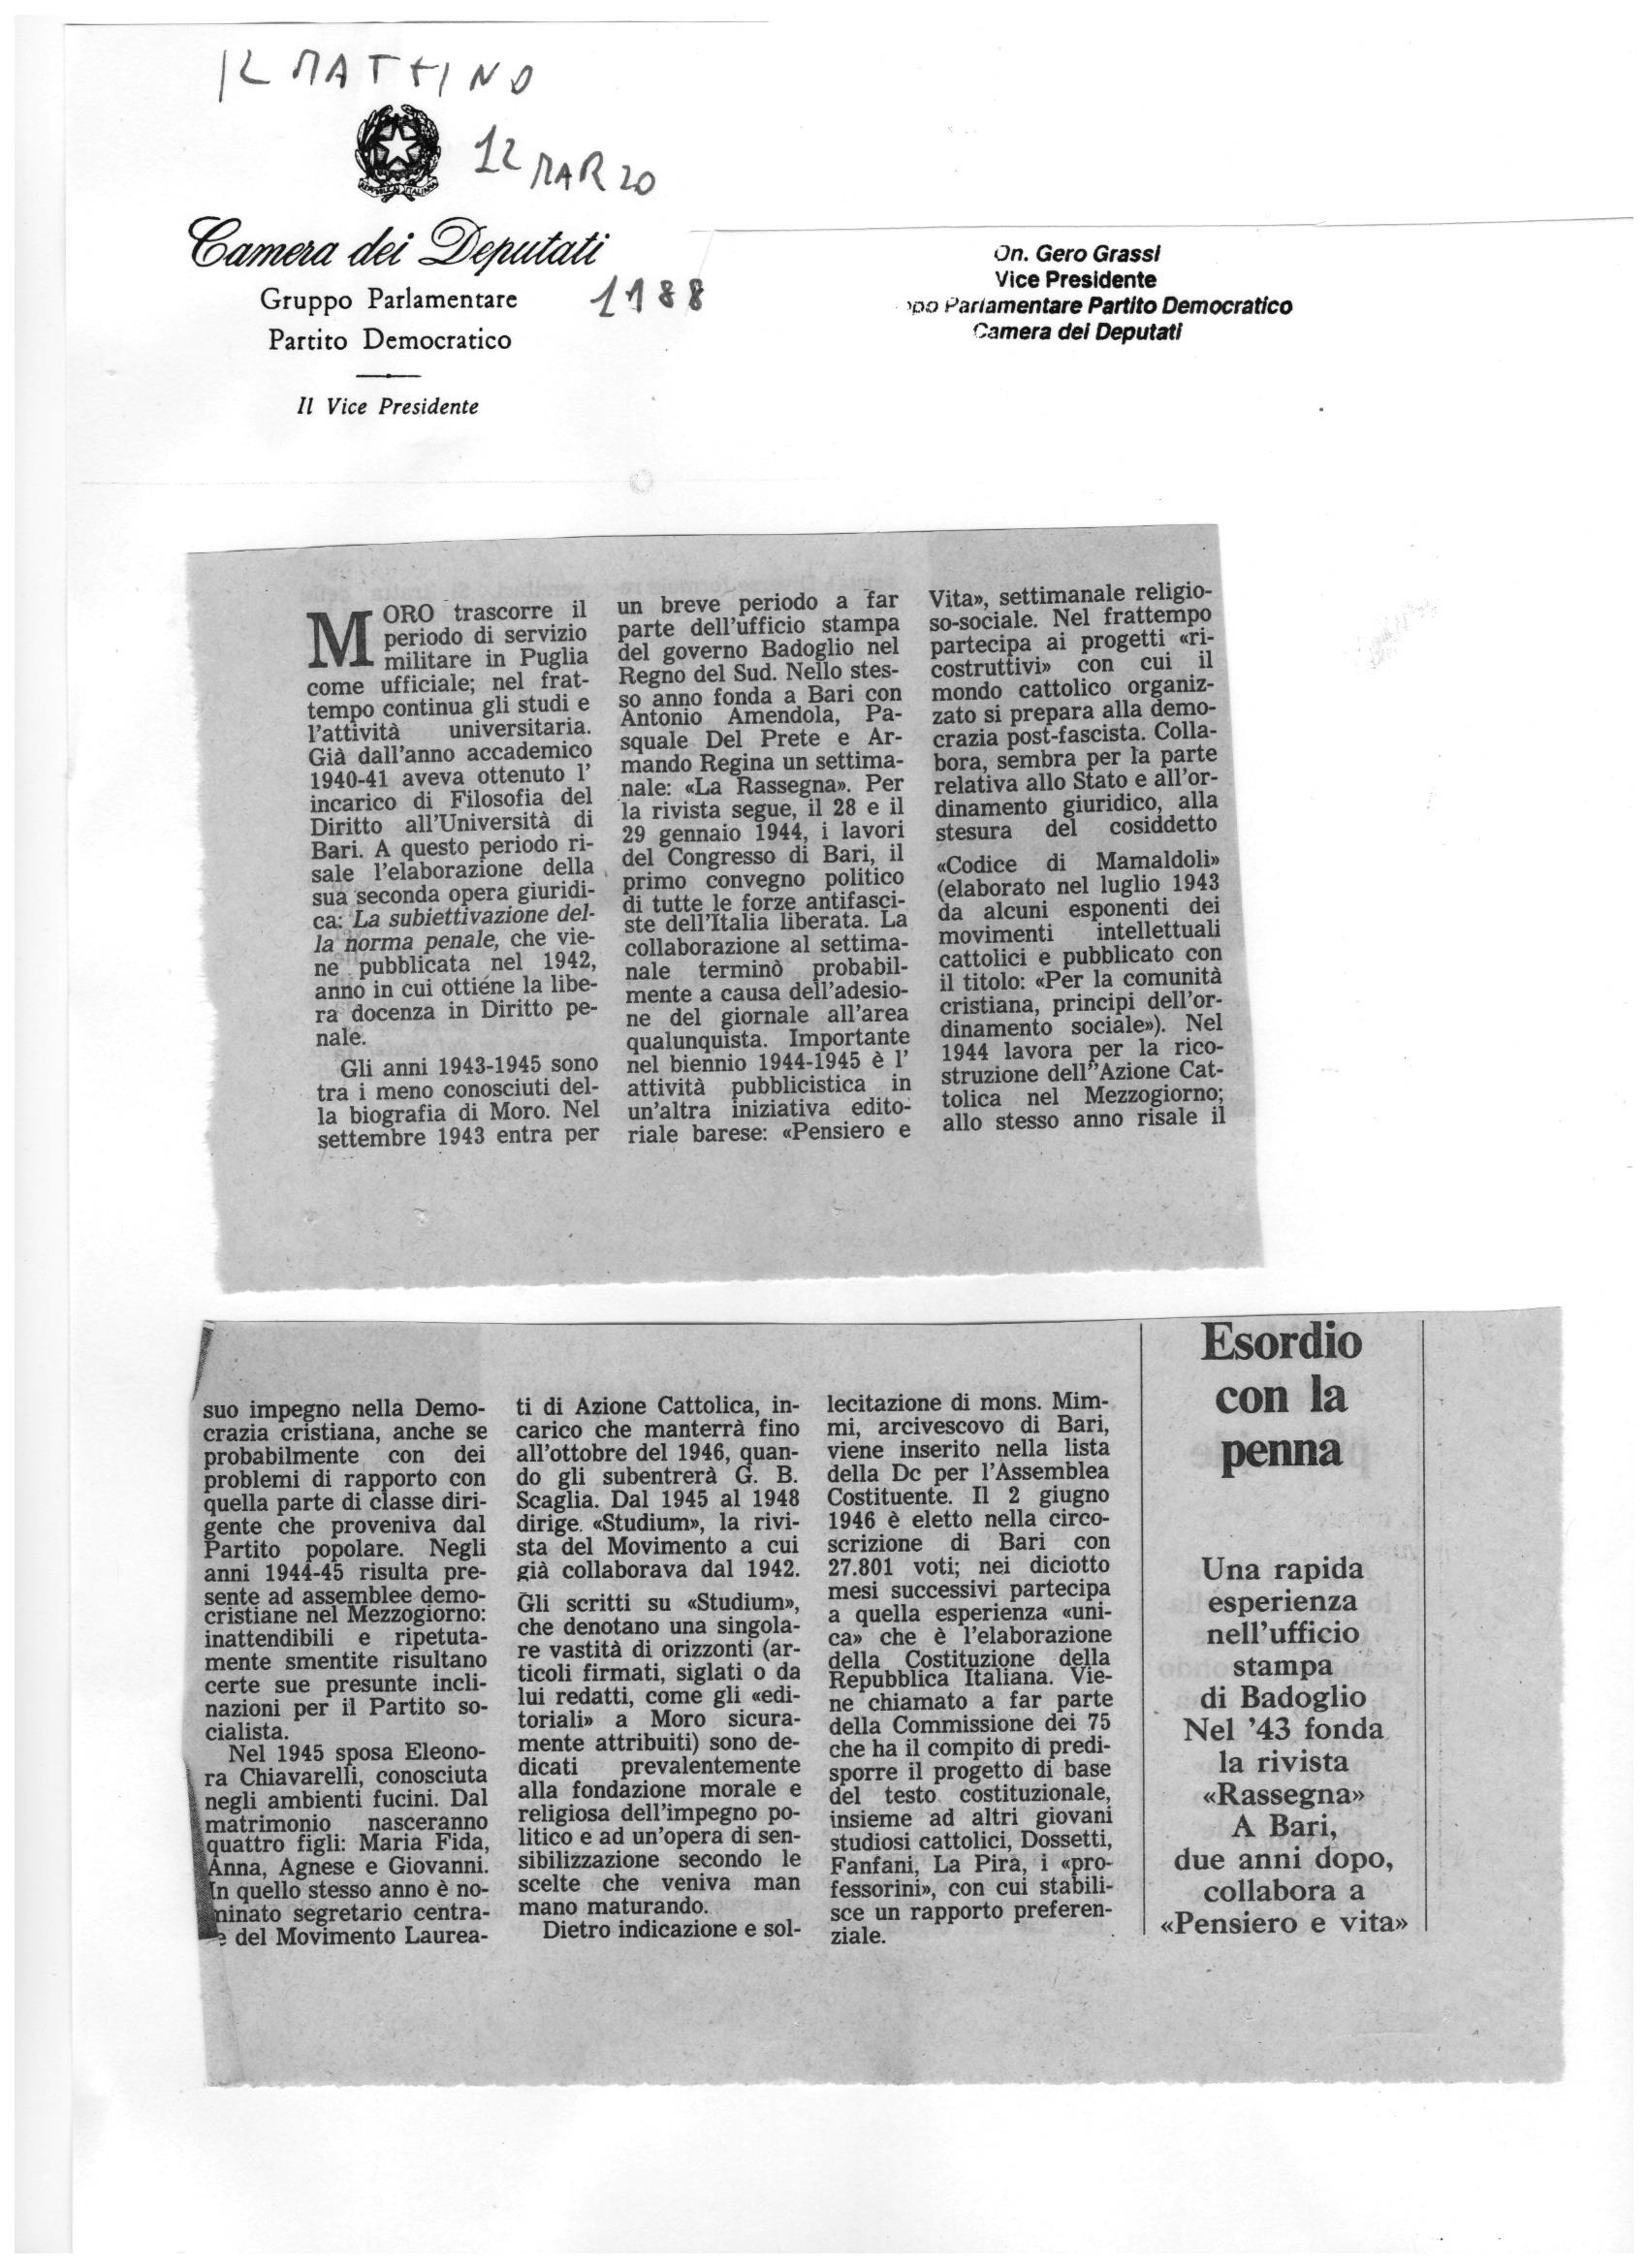 IL MATTINO
12 MARZO
Camera dei Deputati
Gruppo Parlamentare
1988
Partito Democratico
Il Vice Presidente
On. Gero Grassi
Vice Presidente
Parlamentare Partito Democratico
Camera dei Deputati
MORO trascorre il
periodo di servizio
militare in Puglia
come ufficiale; nel frat-
tempo continua gli studi e
l'attività universitaria.
Già dall'anno accademico
1940-41 aveva ottenuto l'
incarico di Filosofia del
Diritto all'Università di
Bari. A questo periodo ri-
sale l'elaborazione della
sua seconda opera giuridi-
ca: La subiettivazione del-
la norma penale, che vie-
ne pubblicata nel 1942,
anno in cui ottiene la libe-
ra docenza in Diritto pe-
nale.
Gli anni 1943-1945 sono
tra i meno conosciuti del-
la biografia di Moro. Nel
settembre 1943 entra per
un breve periodo a far
parte dell'ufficio stampa
del governo Badoglio nel
Regno del Sud. Nello stes-
so anno fonda a Bari con
Antonio Amendola, Pa-
squale Del Prete e Ar-
mando Regina un settima-
nale: «La Rassegna». Per
la rivista segue, il 28 e il
29 gennaio 1944, i lavori
del Congresso di Bari, il
primo convegno politico
di tutte le forze antifasci-
ste dell'Italia liberata. La
collaborazione al settima-
nale terminò probabil-
mente a causa dell'adesio-
ne del giornale all'area
qualunquista. Importante
nel biennio 1944-1945 è l'
attività pubblicistica in
un'altra iniziativa edito-
riale barese: «Pensiero e
Vita», settimanale religio-
so-sociale. Nel frattempo
partecipa ai progetti «ri-
costruttivi» con cui il
mondo cattolico organiz-
zato si prepara alla demo-
crazia post-fascista. Colla-
bora, sembra per la parte
relativa allo Stato e all'or-
dinamento giuridico, alla
stesura del cosiddetto
«Codice di Mamaldoli»
(elaborato nel luglio 1943
da alcuni esponenti dei
movimenti intellettuali
cattolici e pubblicato con
il titolo: «Per la comunità
cristiana, principi dell'or-
dinamento sociale»). Nel
1944 lavora per la rico-
struzione dell''Azione Cat-
tolica nel Mezzogiorno;
allo stesso anno risale il
suo impegno nella Demo-
crazia cristiana, anche se
probabilmente con dei
problemi di rapporto con
quella parte di classe diri-
gente che proveniva dal
Partito popolare. Negli
anni 1944-45 risulta pre-
sente ad assemblee demo-
cristiane nel Mezzogiorno:
inattendibili e ripetuta-
mente smentite risultano
certe sue presunte incli-
nazioni per il Partito so-
cialista.
Nel 1945 sposa Eleono-
ra Chiavarelli, conosciuta
negli ambienti fucini. Dal
matrimonio nasceranno
quattro figli: Maria Fida,
Anna, Agnese e Giovanni.
In quello stesso anno è no-
minato segretario centra-
e del Movimento Laurea-
ti di Azione Cattolica, in-
carico che manterrà fino
all'ottobre del 1946, quan-
do gli subentrerà G. B.
Scaglia. Dal 1945 al 1948
dirige «Studium», la rivi-
sta del Movimento a cui
già collaborava dal 1942.
Gli scritti su «Studium»,
che denotano una singola-
re vastità di orizzonti (ar-
ticoli firmati, siglati o da
lui redatti, come gli «edi-
toriali» a Moro sicura-
mente attribuiti) sono de-
dicati prevalentemente
alla fondazione morale e
religiosa dell'impegno po-
litico e ad un'opera di sen-
sibilizzazione secondo le
scelte che veniva man
mano maturando.
Dietro indicazione e sol-
lecitazione di mons. Mim-
mi, arcivescovo di Bari,
viene inserito nella lista
della Dc per l'Assemblea
Costituente. Il 2 giugno
1946 è eletto nella circo-
scrizione di Bari con
27.801 voti; nei diciotto
mesi successivi partecipa
a quella esperienza «uni-
ca» che è l'elaborazione
della Costituzione della
Repubblica Italiana. Vie-
ne chiamato a far parte
della Commissione dei 75
che ha il compito di predi-
sporre il progetto di base
del testo costituzionale,
insieme ad altri giovani
studiosi cattolici, Dossetti,
Fanfani, La Pira, i «pro-
fessorini», con cui stabili-
sce un rapporto preferen-
ziale.
Esordio
con la
penna
Una rapida
esperienza
nell'ufficio
stampa
di Badoglio
Nel '43 fonda
la rivista
«Rassegna»
A Bari,
due anni dopo,
collabora a
«Pensiero e vita»